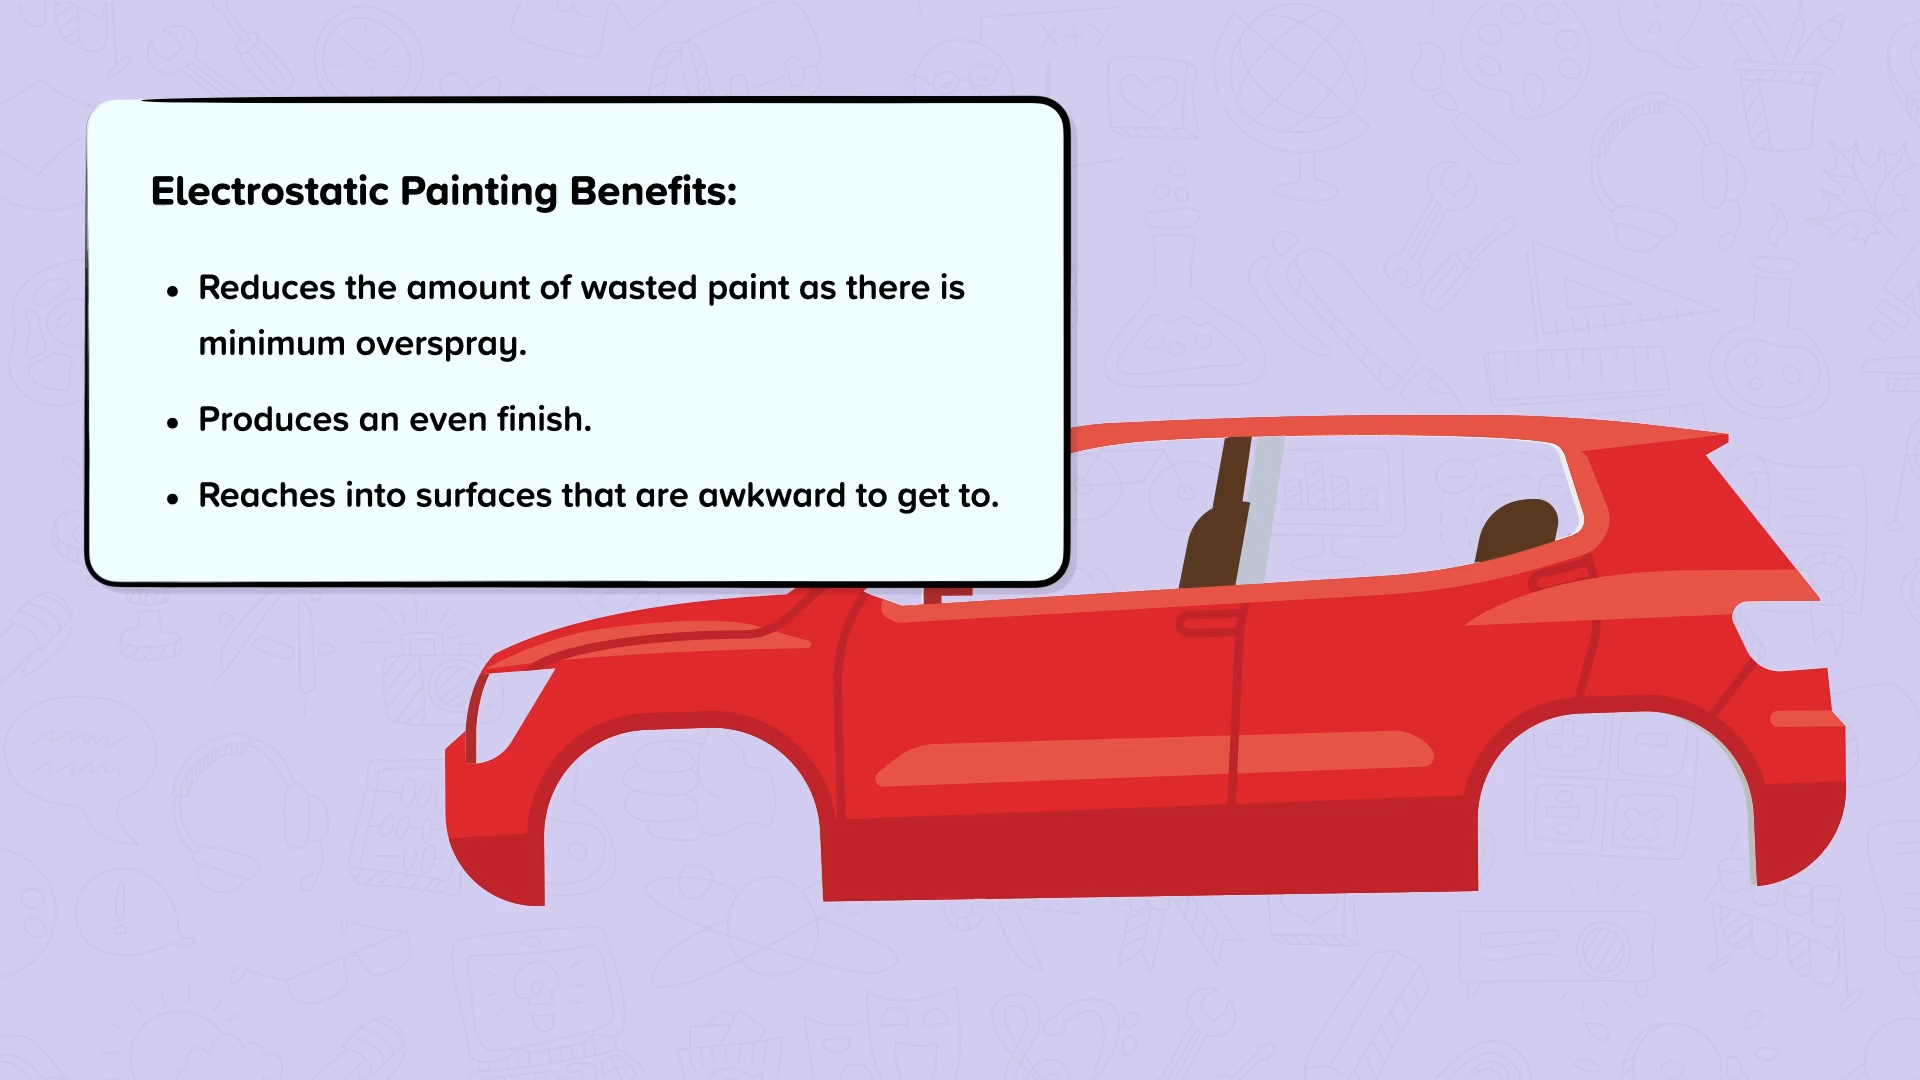 X + Y
Electrostatic Painting Benefits:
• Reduces the amount of wasted paint as there is
minimum overspray.
• Produces an even finish.
• Reaches into surfaces that are awkward to get to.